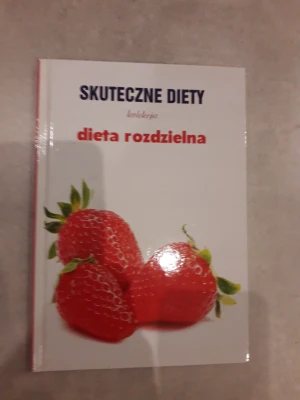 SKUTECZNE DIETY
kolekcja
dieta rozdzielna